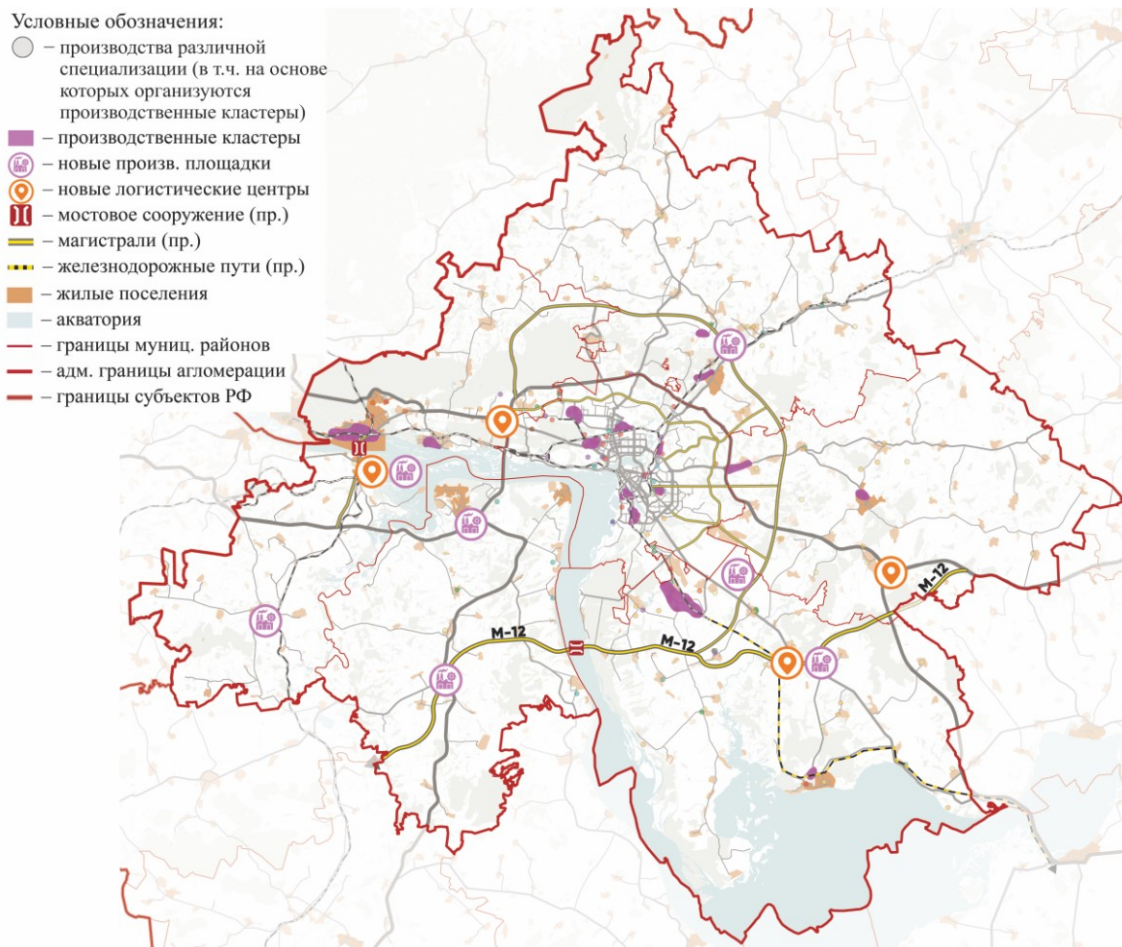 Условные обозначения:
– производства различной
специализации (в т.ч. на основе
которых организуются
производственные кластеры)
– производственные кластеры
– новые произв. площадки
– новые логистические центры
– мостовое сооружение (пр.)
– магистрали (пр.)
– железнодорожные пути (пр.)
– жилые поселения
– акватория
– границы муниц. районов
– адм. границы агломерации
– границы субъектов РФ
М-12
М-12
М-12